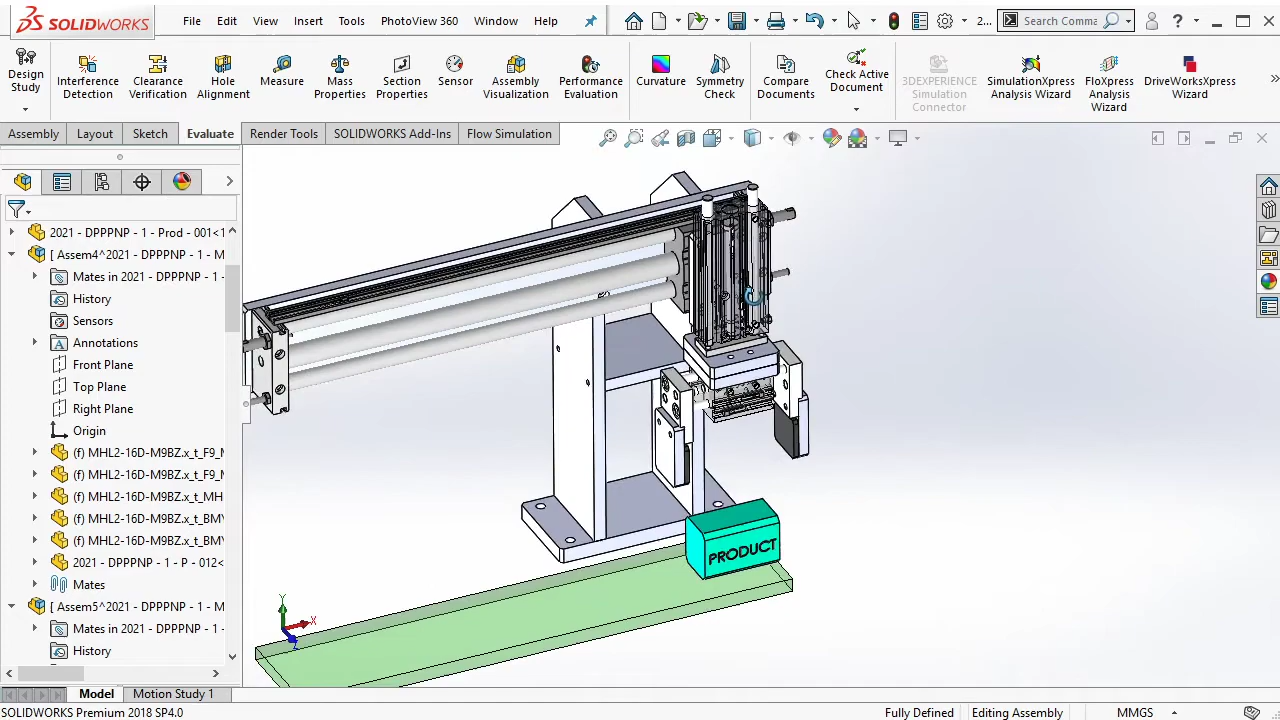 SOLIDWORKS
File Edit View Insert Tools PhotoView 360 Window Help
2...
Search Comma
?
Design Study
Interference Detection
Clearance Verification
Hole Alignment
Measure
Mass Properties
Section Properties
Sensor
Assembly Visualization
Performance Evaluation
Curvature
Symmetry Check
Compare Documents
Check Active Document
3DEXPERIENCE Simulation Connector
SimulationXpress Analysis Wizard
FloXpress Analysis Wizard
DriveWorksXpress Wizard
Assembly Layout Sketch Evaluate Render Tools SOLIDWORKS Add-Ins Flow Simulation
2021 - DPPPNP - 1 - Prod - 001<1
[ Assem4^2021 - DPPPNP - 1 - M
Mates in 2021 - DPPPNP - 1 -
History
Sensors
Annotations
Front Plane
Top Plane
Right Plane
Origin
(f) MHL2-16D-M9BZ.x_t_F9_M
(f) MHL2-16D-M9BZ.x_t_F9_M
(f) MHL2-16D-M9BZ.x_t_MH
(f) MHL2-16D-M9BZ.x_t_BMY
(f) MHL2-16D-M9BZ.x_t_BMY
2021 - DPPPNP - 1 - P - 012<
Mates
[ Assem5^2021 - DPPPNP - 1 - M
Mates in 2021 - DPPPNP - 1 -
History
PRODUCT
Y
X
Z
Model Motion Study 1
SOLIDWORKS Premium 2018 SP4.0
Fully Defined Editing Assembly MMGS